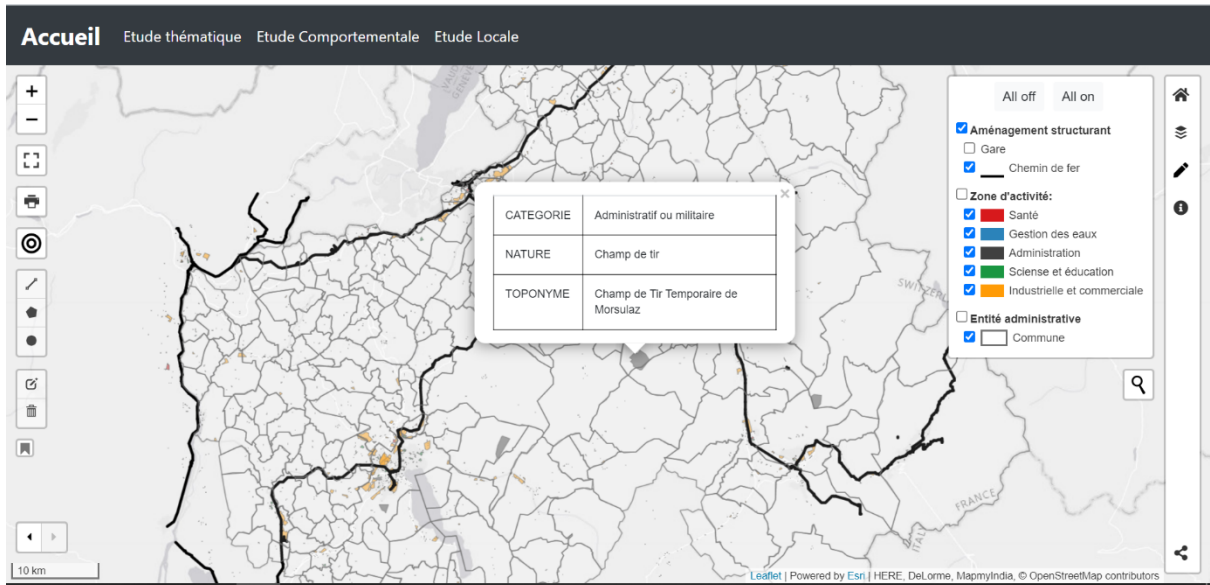 Accueil Etude thématique Etude Comportementale Etude Locale
+
−
VAUD
GENÈVE
All off All on
Aménagement structurant
Gare
Chemin de fer
Zone d'activité:
Santé
Gestion des eaux
Administration
Sciense et éducation
Industrielle et commerciale
Entité administrative
Commune
×
CATEGORIE Administratif ou militaire
NATURE Champ de tir
TOPONYME Champ de Tir Temporaire de
Morsulaz
FRANCE
10 km
Leaflet | Powered by Esri | HERE, DeLorme, MapmyIndia, © OpenStreetMap contributors